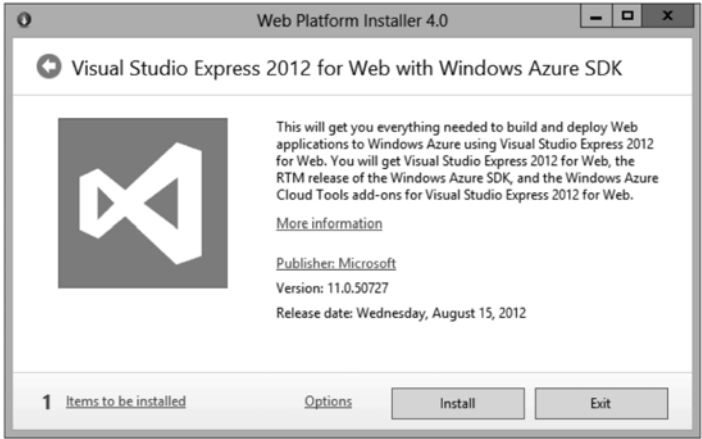 Web Platform Installer 4.0
Visual Studio Express 2012 for Web with Windows Azure SDK
This will get you everything needed to build and deploy Web
applications to Windows Azure using Visual Studio Express 2012
for Web. You will get Visual Studio Express 2012 for Web, the
RTM release of the Windows Azure SDK, and the Windows Azure
Cloud Tools add-ons for Visual Studio Express 2012 for Web.
More information
Publisher: Microsoft
Version: 11.0.50727
Release date: Wednesday, August 15, 2012
1 Items to be installed Options Install Exit